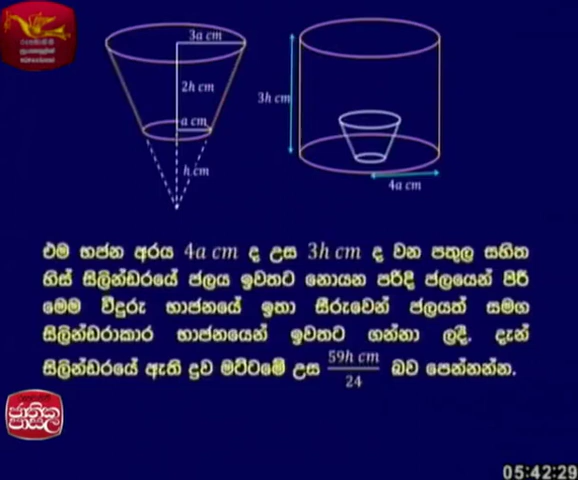 3a cm
2h cm
a cm
h cm
3h cm
4a cm
එම භාජන අරය 4a cm ද උස 3h cm ද වන පතුල සහිත
හිස් සිලින්ඩරයේ ජලය ඉවතට නොයන පරිදි ජලයෙන් පිරි
මෙම වීදුරු භාජනයේ ඉතා සීරුවෙන් ජලයත් සමග
සිලින්ඩරාකාර භාජනයෙන් ඉවතට ගන්නා ලදී. දැන්
සිලින්ඩරයේ ඇති ද්‍රව මට්ටමේ උස 59h cm / 24 බව පෙන්නන්න.
ජාතික
පාසල
05:42:29